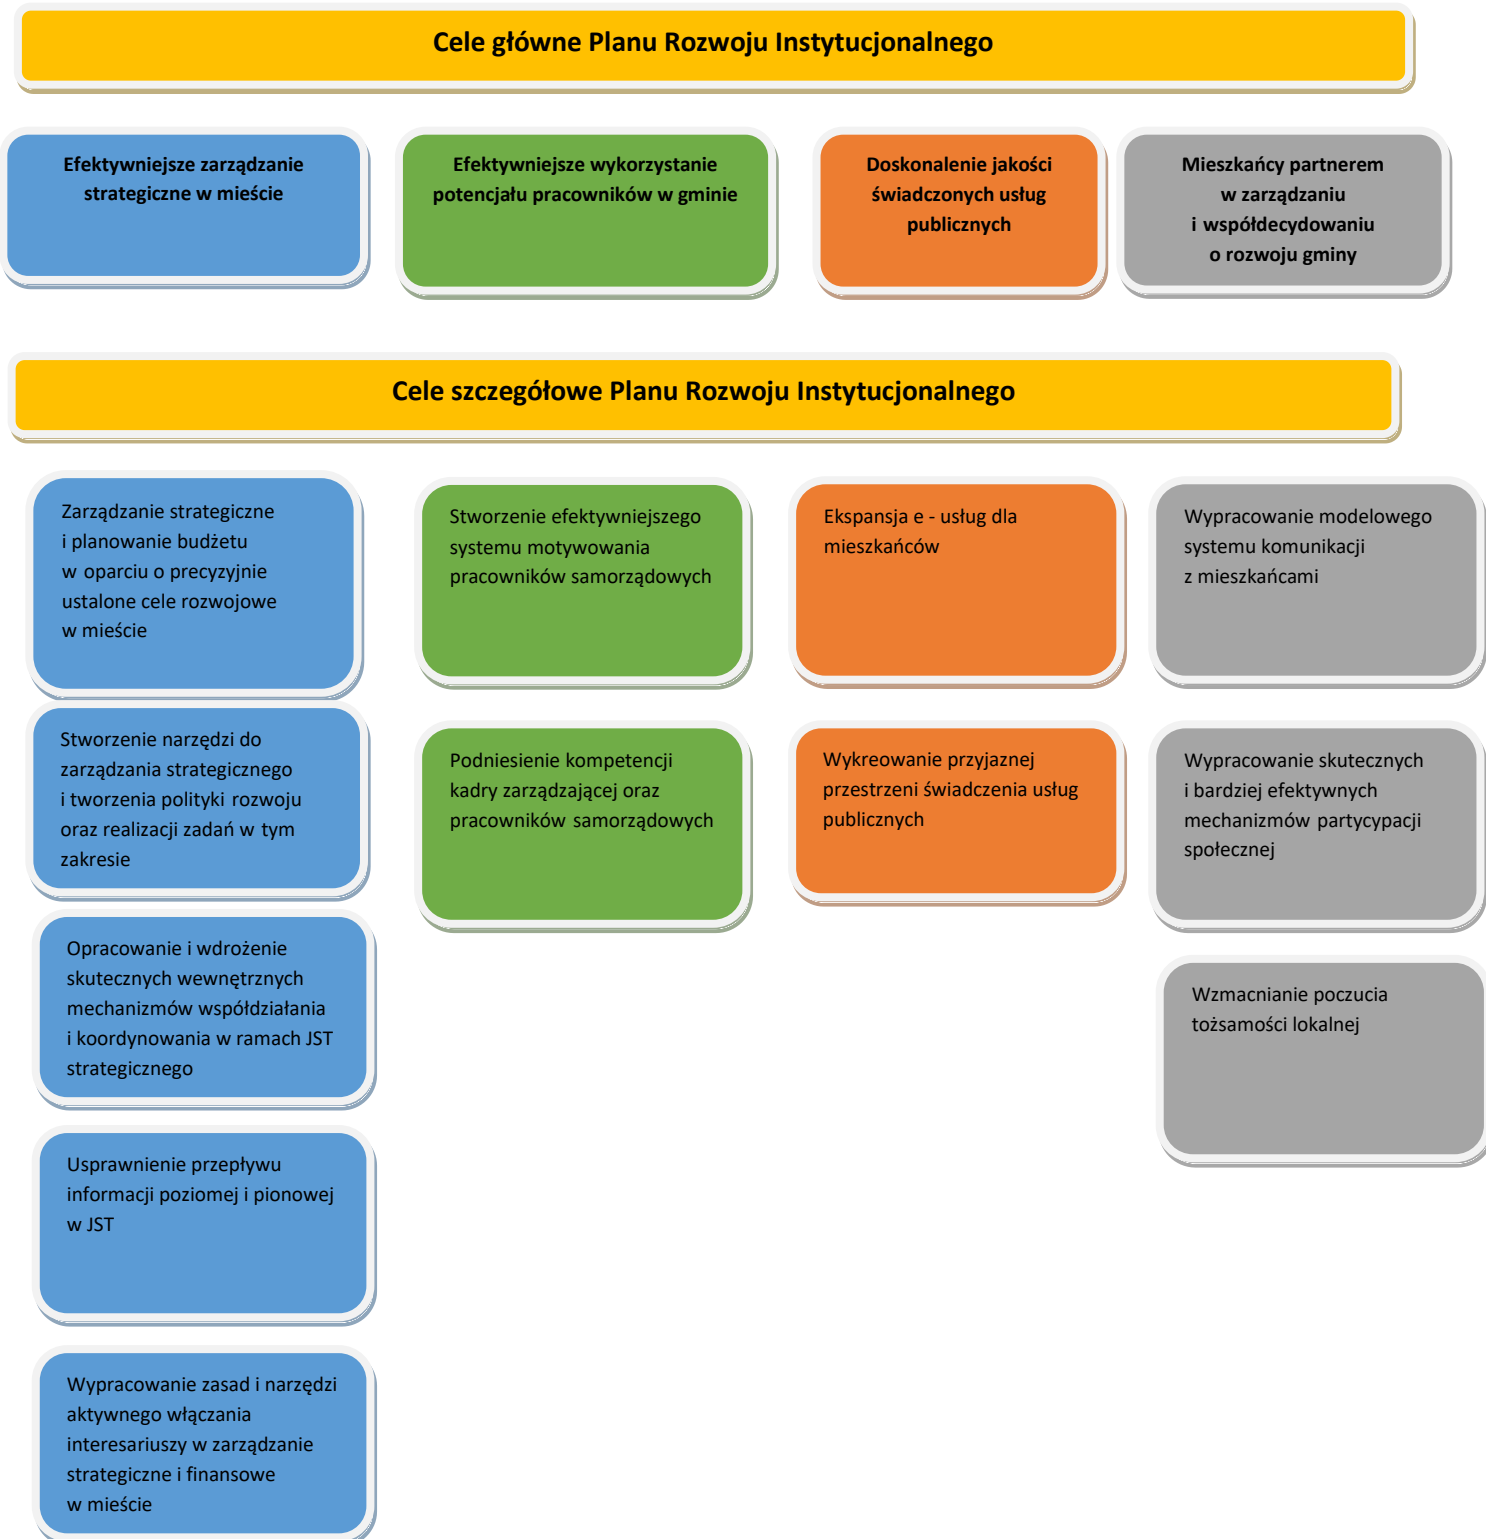 Cele główne Planu Rozwoju Instytucjonalnego
Efektywniejsze zarządzanie
strategiczne w mieście
Efektywniejsze wykorzystanie
potencjału pracowników w gminie
Doskonalenie jakości
świadczonych usług
publicznych
Mieszkańcy partnerem
w zarządzaniu
i współdecydowaniu
o rozwoju gminy
Cele szczegółowe Planu Rozwoju Instytucjonalnego
Zarządzanie strategiczne
i planowanie budżetu
w oparciu o precyzyjnie
ustalone cele rozwojowe
w mieście
Stworzenie efektywniejszego
systemu motywowania
pracowników samorządowych
Ekspansja e - usług dla
mieszkańców
Wypracowanie modelowego
systemu komunikacji
z mieszkańcami
Stworzenie narzędzi do
zarządzania strategicznego
i tworzenia polityki rozwoju
oraz realizacji zadań w tym
zakresie
Podniesienie kompetencji
kadry zarządzającej oraz
pracowników samorządowych
Wykreowanie przyjaznej
przestrzeni świadczenia usług
publicznych
Wypracowanie skutecznych
i bardziej efektywnych
mechanizmów partycypacji
społecznej
Opracowanie i wdrożenie
skutecznych wewnętrznych
mechanizmów współdziałania
i koordynowania w ramach JST
strategicznego
Wzmacnianie poczucia
tożsamości lokalnej
Usprawnienie przepływu
informacji poziomej i pionowej
w JST
Wypracowanie zasad i narzędzi
aktywnego włączania
interesariuszy w zarządzanie
strategiczne i finansowe
w mieście